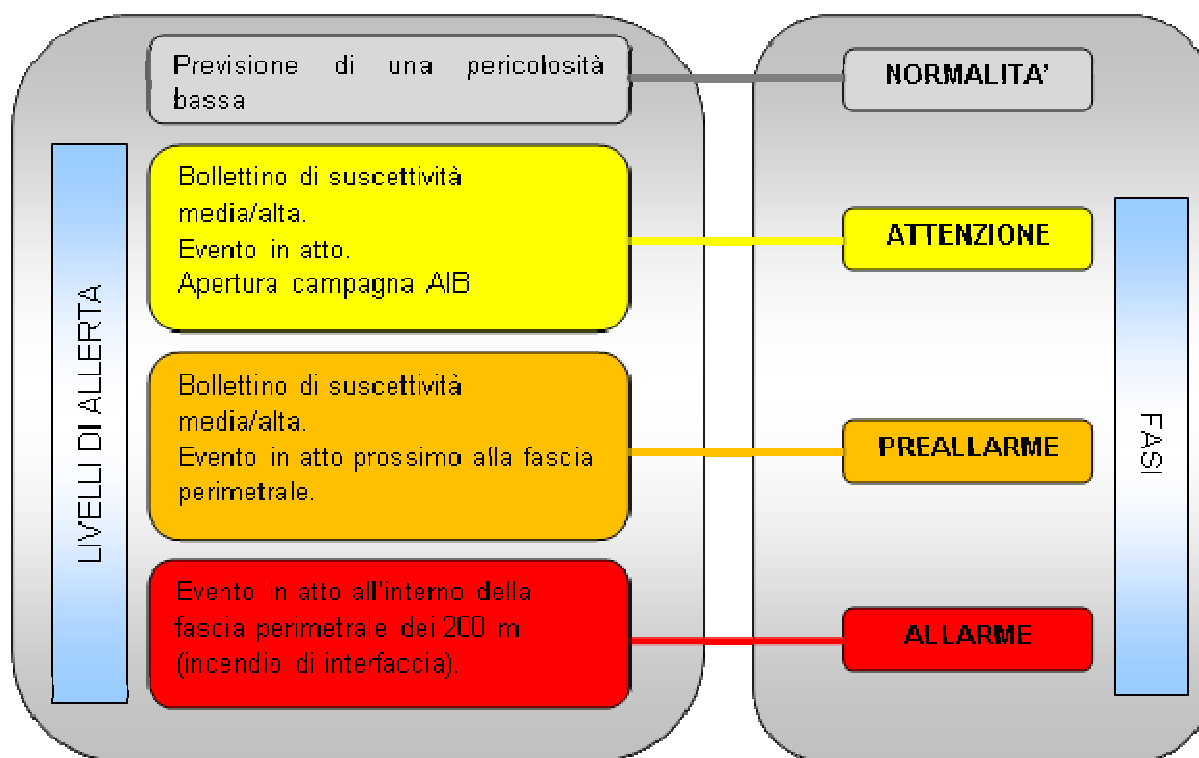 Previsione di una pericolosità
bassa
NORMALITA'
LIVELLI DI ALLERTA
Bollettino di suscettività
media/alta.
Evento in atto.
Apertura campagna AIB
ATTENZIONE
Bollettino di suscettività
media/alta.
Evento in atto prossimo alla fascia
perimetrale.
PREALLARME
Evento in atto all'interno della
fascia perimetrale dei 200 m
(incendio di interfaccia).
ALLARME
FASI